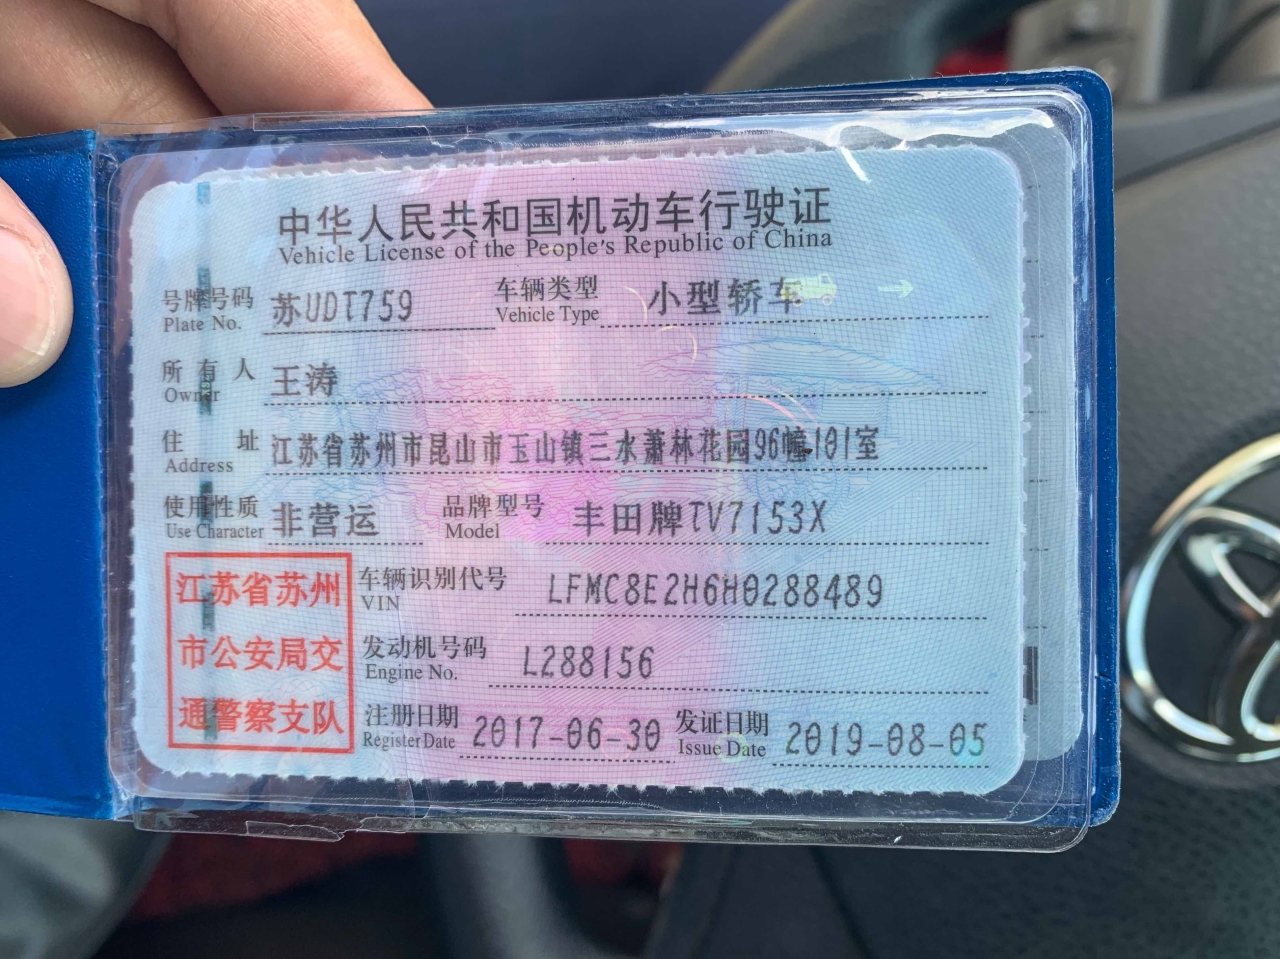 中华人民共和国机动车行驶证
Vehicle License of the People's Republic of China
号牌号码 苏UDT759 车辆类型 小型轿车
Plate No. Vehicle Type
所有人 王涛
Owner
住址 江苏省苏州市昆山市玉山镇三水萧林花园96幢101室
Address
使用性质 非营运 品牌型号 丰田牌TV7153X
Use Character Model
江苏省苏州
市公安局交
通警察支队
车辆识别代号 LFMC8E2H6H0288489
VIN
发动机号码 L288156
Engine No.
注册日期 2017-06-30 发证日期 2019-08-05
Register Date Issue Date